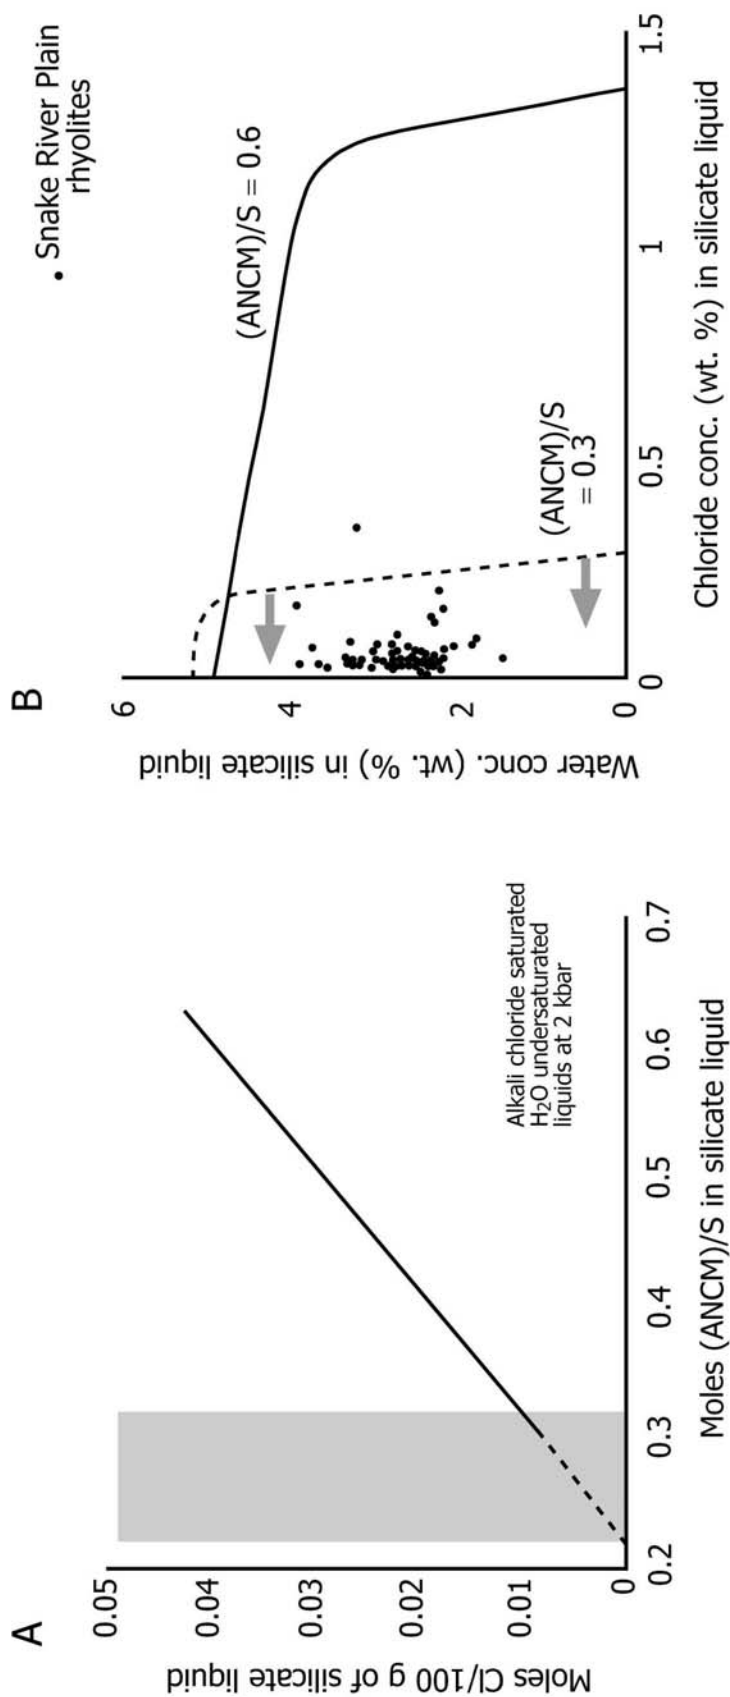 A
Moles Cl/100 g of silicate liquid
0.05
0.04
0.03
0.02
0.01
0
0.2
0.3
0.4
0.5
0.6
0.7
Moles (ANCM)/S in silicate liquid
Alkali chloride saturated
H2O undersaturated
liquids at 2 kbar
B
Water conc. (wt. %) in silicate liquid
6
4
2
0
0
0.5
1
1.5
Chloride conc. (wt. %) in silicate liquid
(ANCM)/S = 0.6
(ANCM)/S
= 0.3
• Snake River Plain
rhyolites